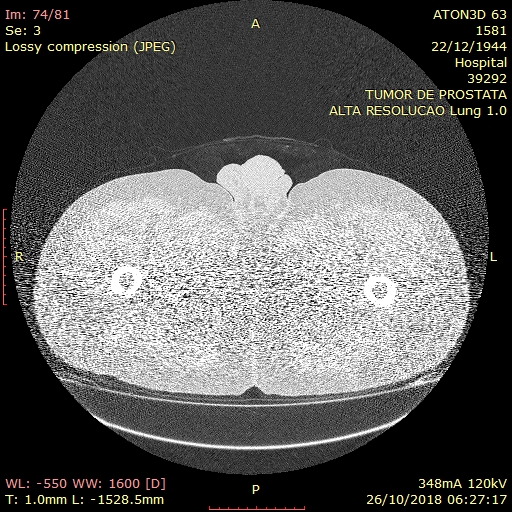 Im: 74/81
Se: 3
Lossy compression (JPEG)
ATON3D 63
1581
22/12/1944
Hospital
39292
TUMOR DE PROSTATA
ALTA RESOLUCAO Lung 1.0
A
R
L
P
WL: -550 WW: 1600 [D]
T: 1.0mm L: -1528.5mm
348mA 120kV
26/10/2018 06:27:17